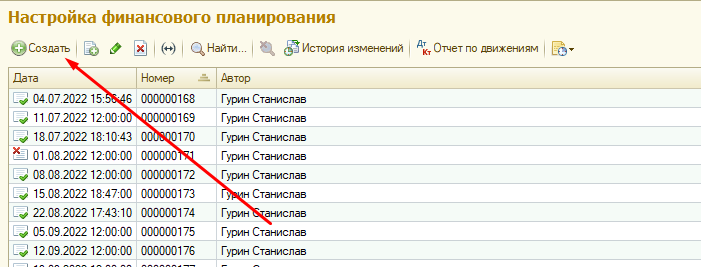 Настройка финансового планирования
Создать Найти... История изменений Дт Кт Отчет по движениям
Дата Номер Автор
04.07.2022 15:56:46 000000168 Гурин Станислав
11.07.2022 12:00:00 000000169 Гурин Станислав
18.07.2022 18:10:43 000000170 Гурин Станислав
01.08.2022 12:00:00 000000171 Гурин Станислав
08.08.2022 12:00:00 000000172 Гурин Станислав
15.08.2022 18:47:00 000000173 Гурин Станислав
22.08.2022 17:43:10 000000174 Гурин Станислав
05.09.2022 12:00:00 000000175 Гурин Станислав
12.09.2022 12:00:00 000000176 Гурин Станислав